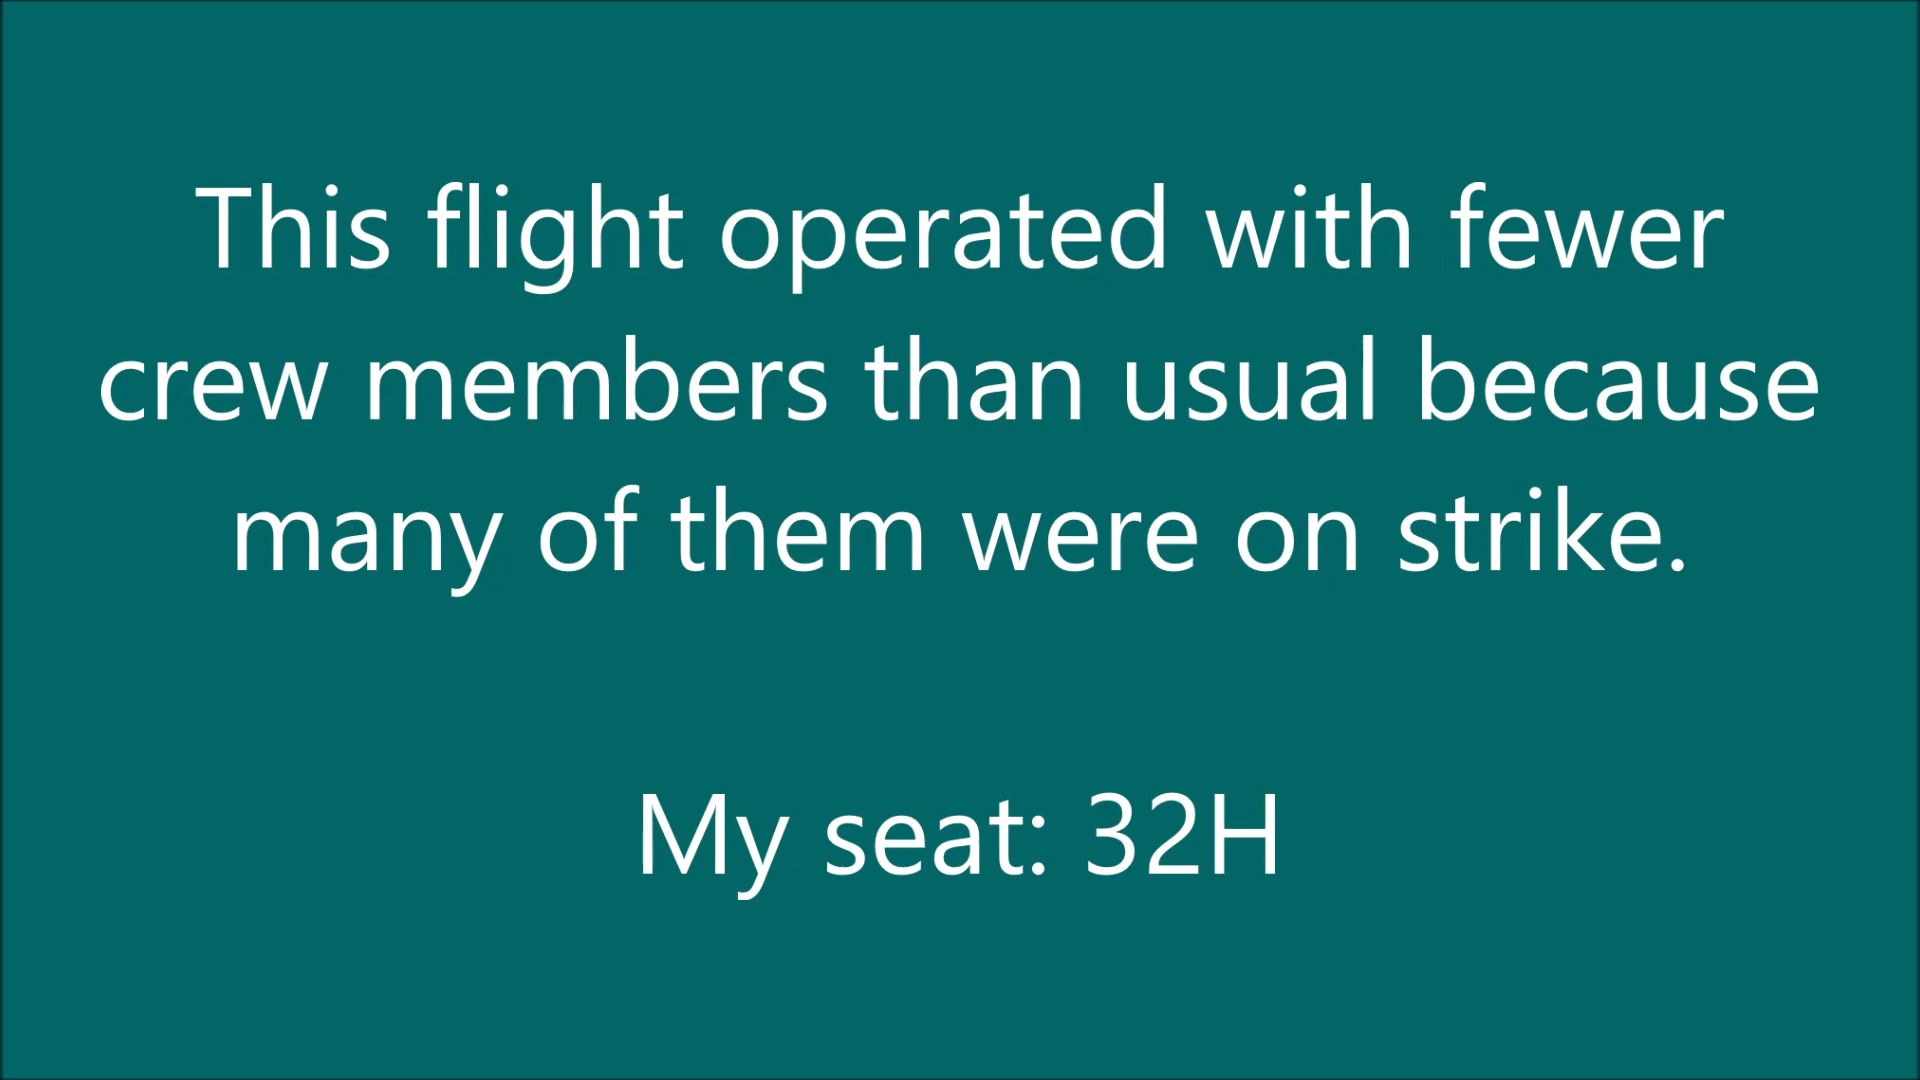 This flight operated with fewer
crew members than usual because
many of them were on strike.
My seat: 32H